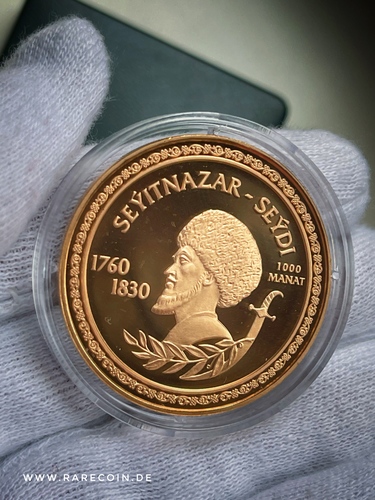 SEÝITNAZAR - SEÝDI
1760
1830
1000
MANAT
WWW.RARECOIN.DE